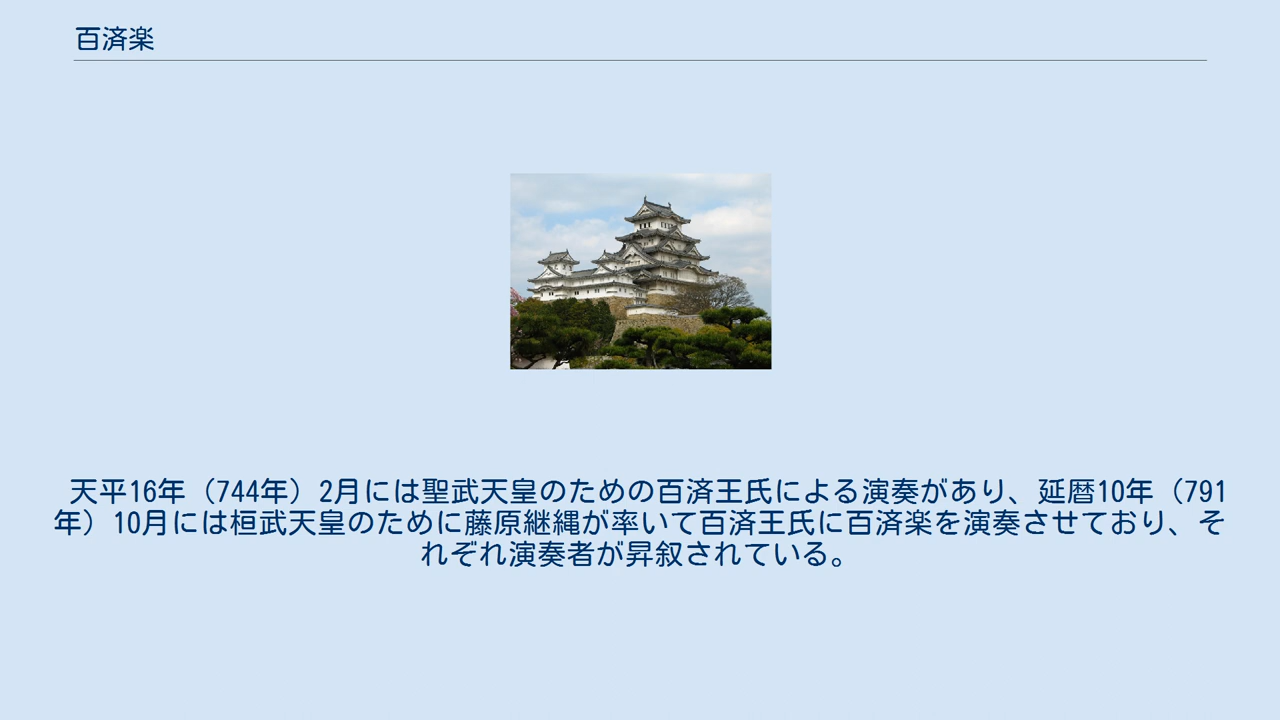 百済楽
天平16年（744年）2月には聖武天皇のための百済王氏による演奏があり、延暦10年（791
年）10月には桓武天皇のために藤原継縄が率いて百済王氏に百済楽を演奏させており、そ
れぞれ演奏者が昇叙されている。